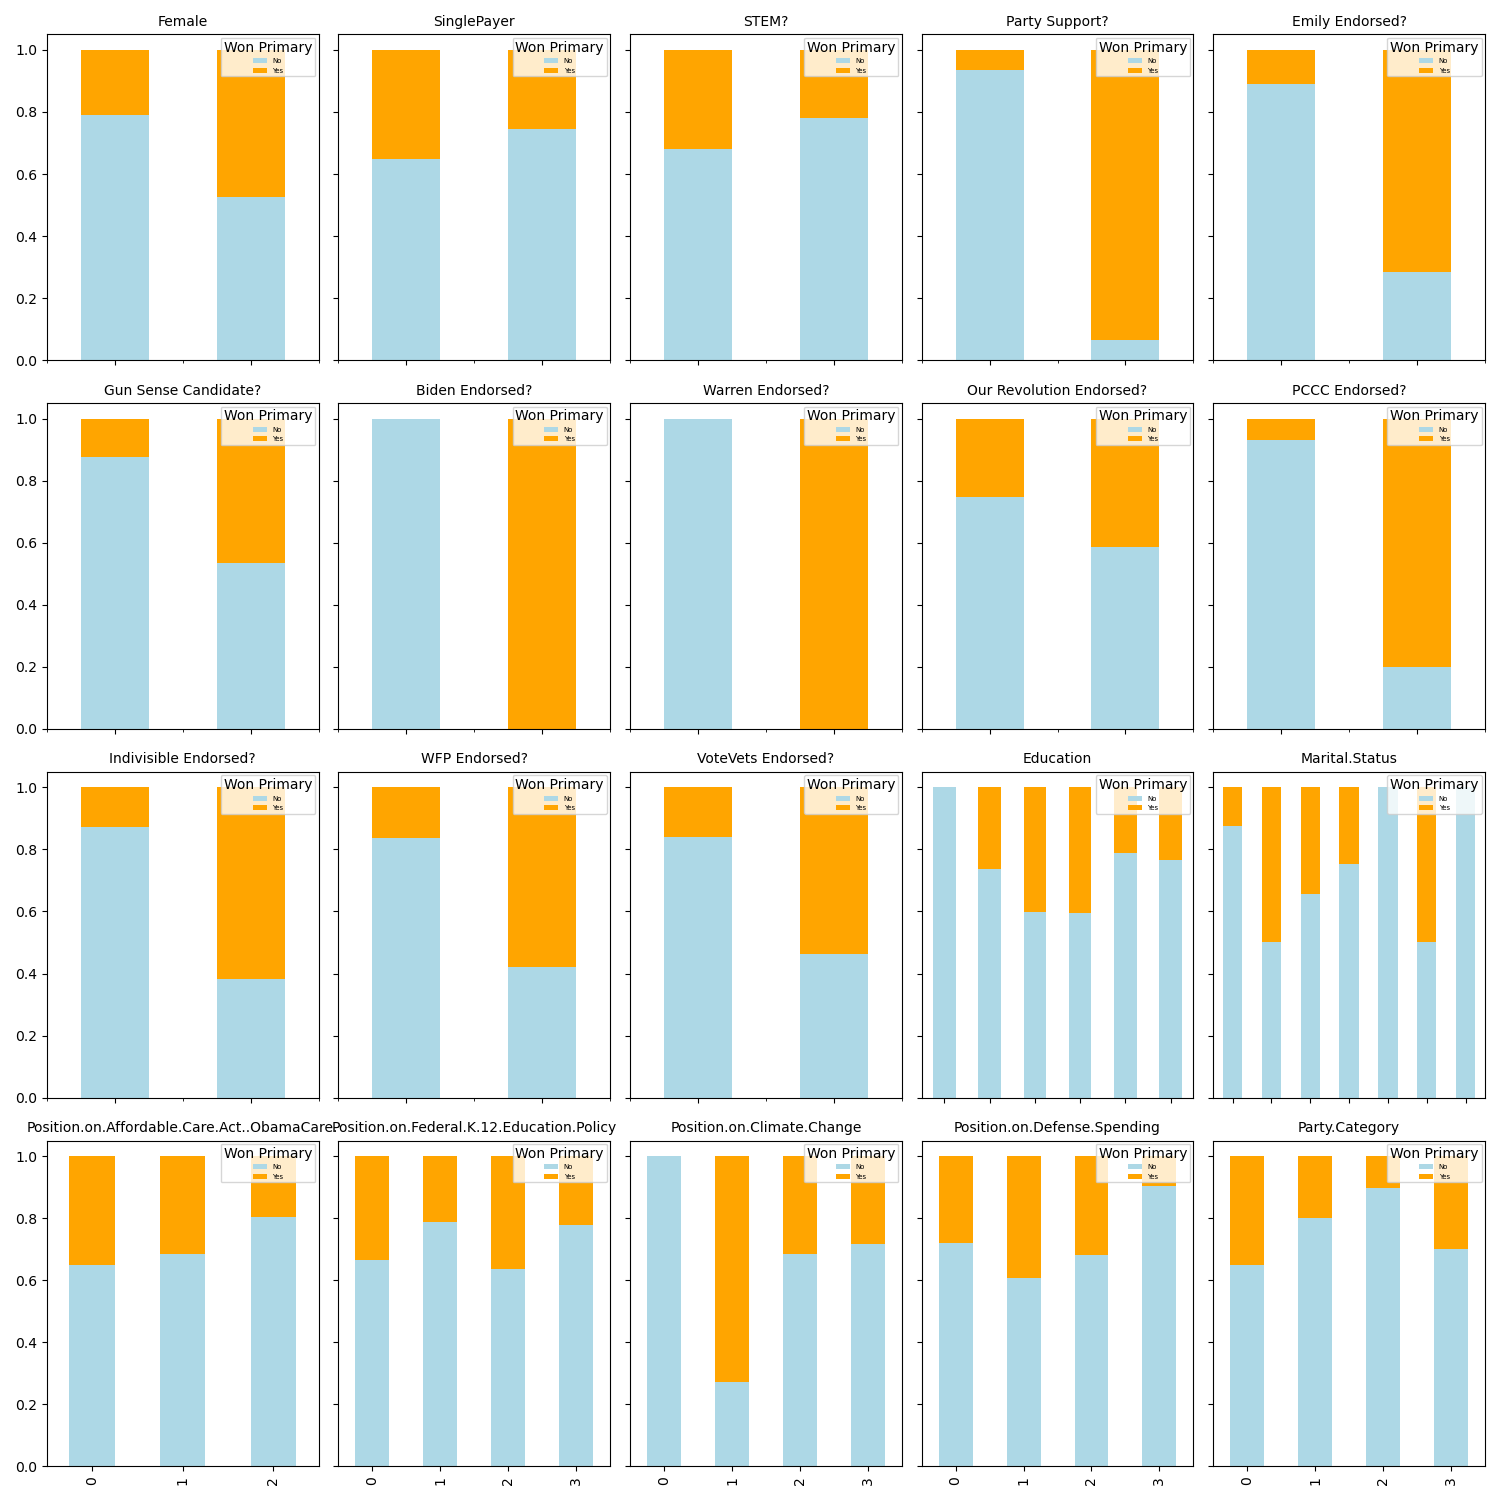 Female
Won Primary
No
Yes
1.0
0.8
0.6
0.4
0.2
0.0
SinglePayer
Won Primary
No
Yes
STEM?
Won Primary
No
Yes
Party Support?
Won Primary
No
Yes
Emily Endorsed?
Won Primary
No
Yes
Gun Sense Candidate?
Won Primary
No
Yes
1.0
0.8
0.6
0.4
0.2
0.0
Biden Endorsed?
Won Primary
No
Yes
Warren Endorsed?
Won Primary
No
Yes
Our Revolution Endorsed?
Won Primary
No
Yes
PCCC Endorsed?
Won Primary
No
Yes
Indivisible Endorsed?
Won Primary
No
Yes
1.0
0.8
0.6
0.4
0.2
0.0
WFP Endorsed?
Won Primary
No
Yes
VoteVets Endorsed?
Won Primary
No
Yes
Education
Won Primary
No
Yes
Marital.Status
Won Primary
No
Yes
Position.on.Affordable.Care.Act..ObamaCare
Won Primary
No
Yes
1.0
0.8
0.6
0.4
0.2
0.0
0 1 2
Position.on.Federal.K.12.Education.Policy
Won Primary
No
Yes
0 1 2 3
Position.on.Climate.Change
Won Primary
No
Yes
0 1 2 3
Position.on.Defense.Spending
Won Primary
No
Yes
0 1 2 3
Party.Category
Won Primary
No
Yes
0 1 2 3